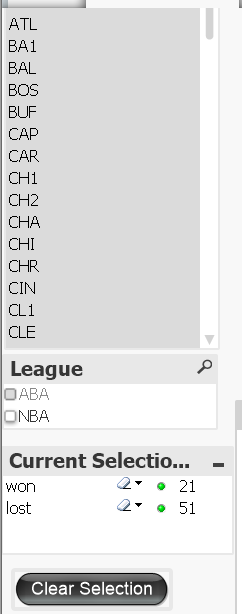 ATL
BA1
BAL
BOS
BUF
CAP
CAR
CH1
CH2
CHA
CHI
CHR
CIN
CL1
CLE
League
ABA
NBA
Current Selectio...
won 21
lost 51
Clear Selection